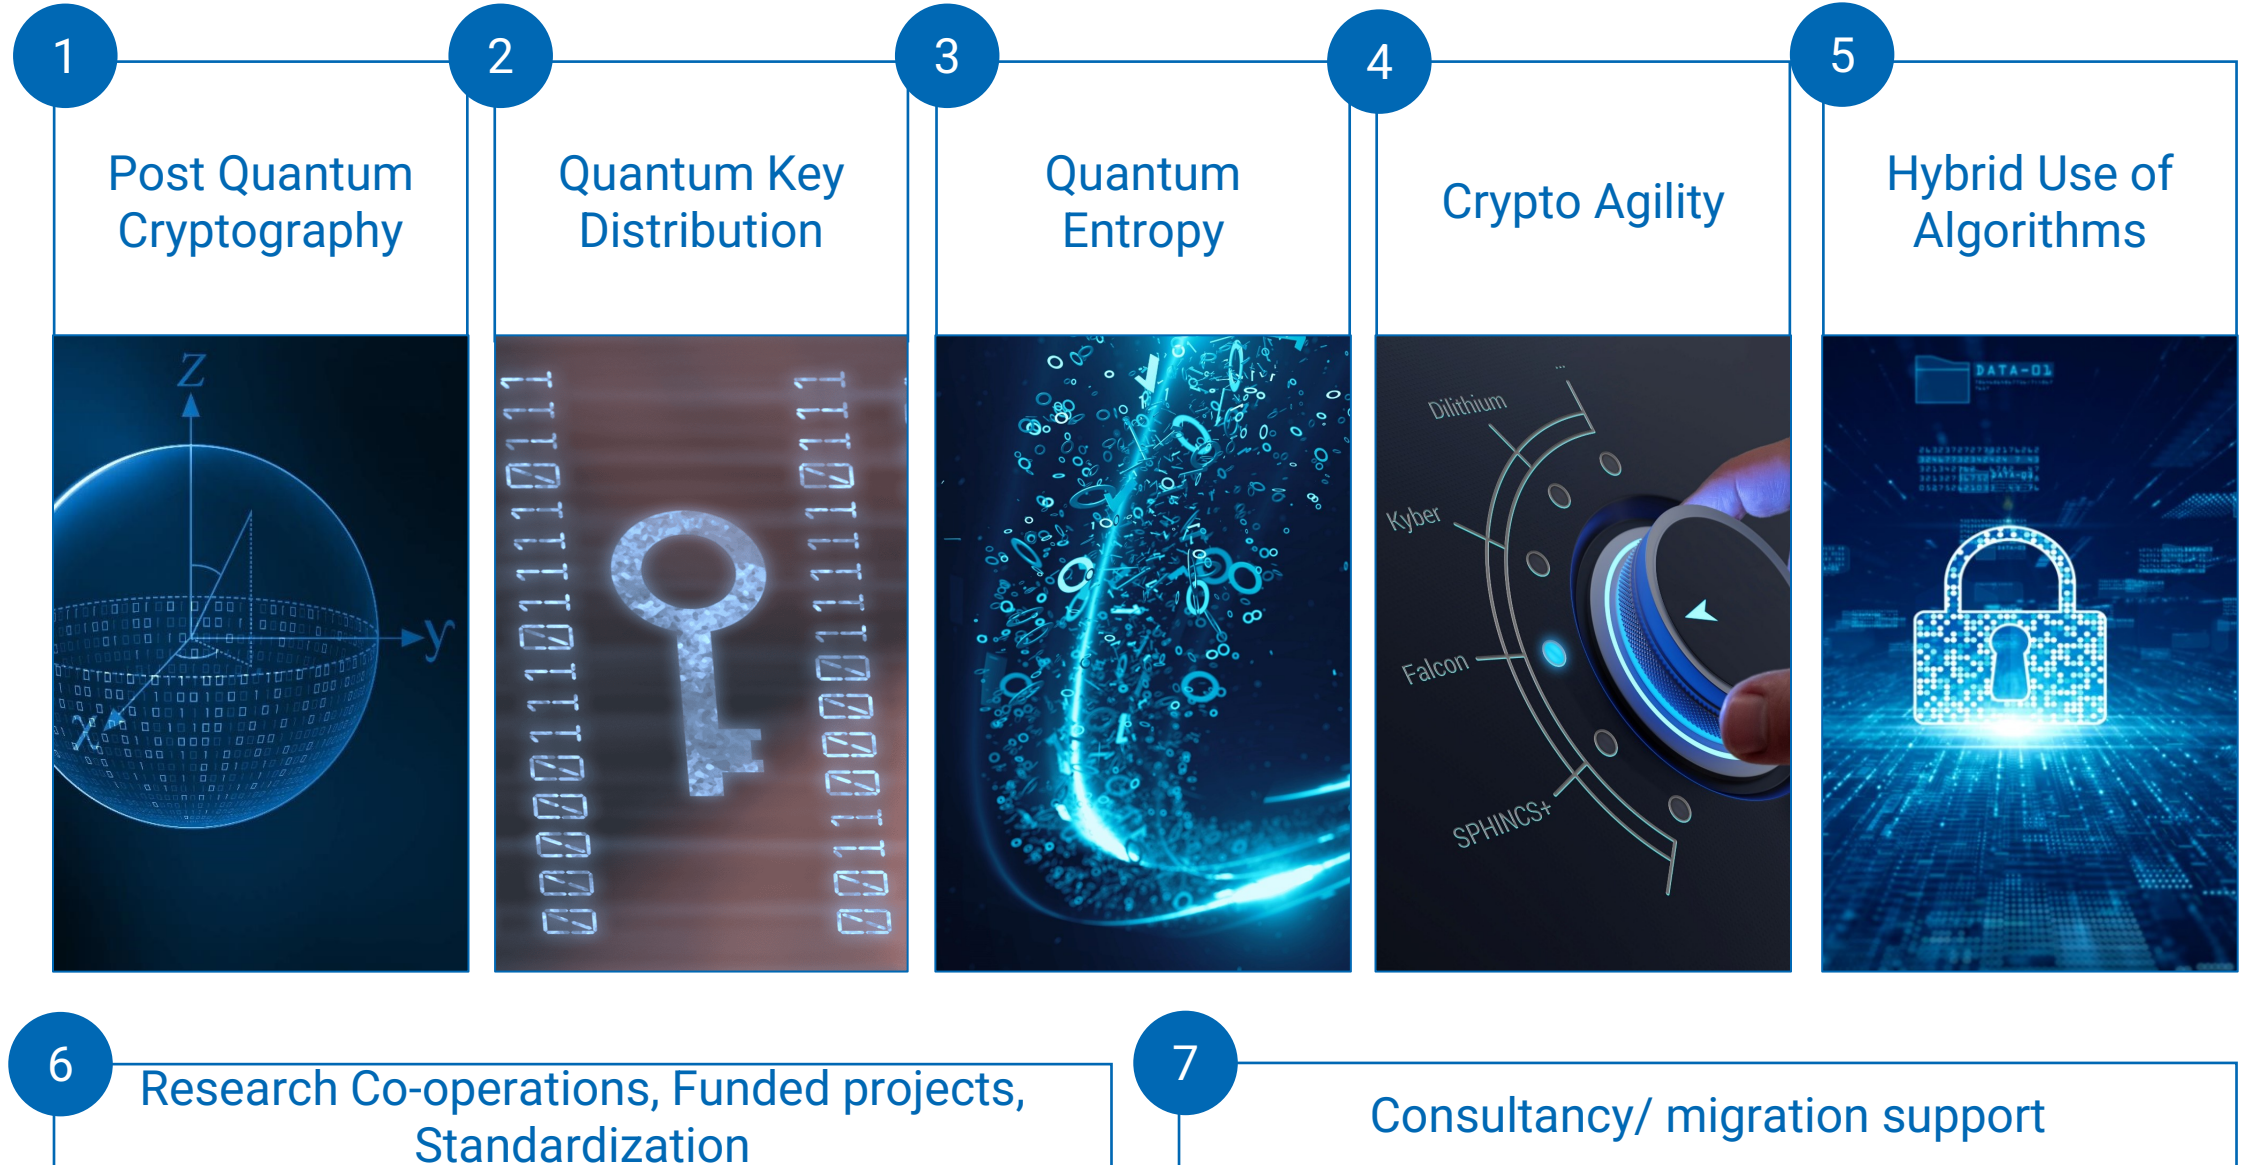 1
Post Quantum
Cryptography
2
Quantum Key
Distribution
3
Quantum
Entropy
4
Crypto Agility
5
Hybrid Use of
Algorithms
Z
y
x
...
Dilithium
Kyber
Falcon
SPHINCS+
DATA-01
6
Research Co-operations, Funded projects,
Standardization
7
Consultancy/ migration support